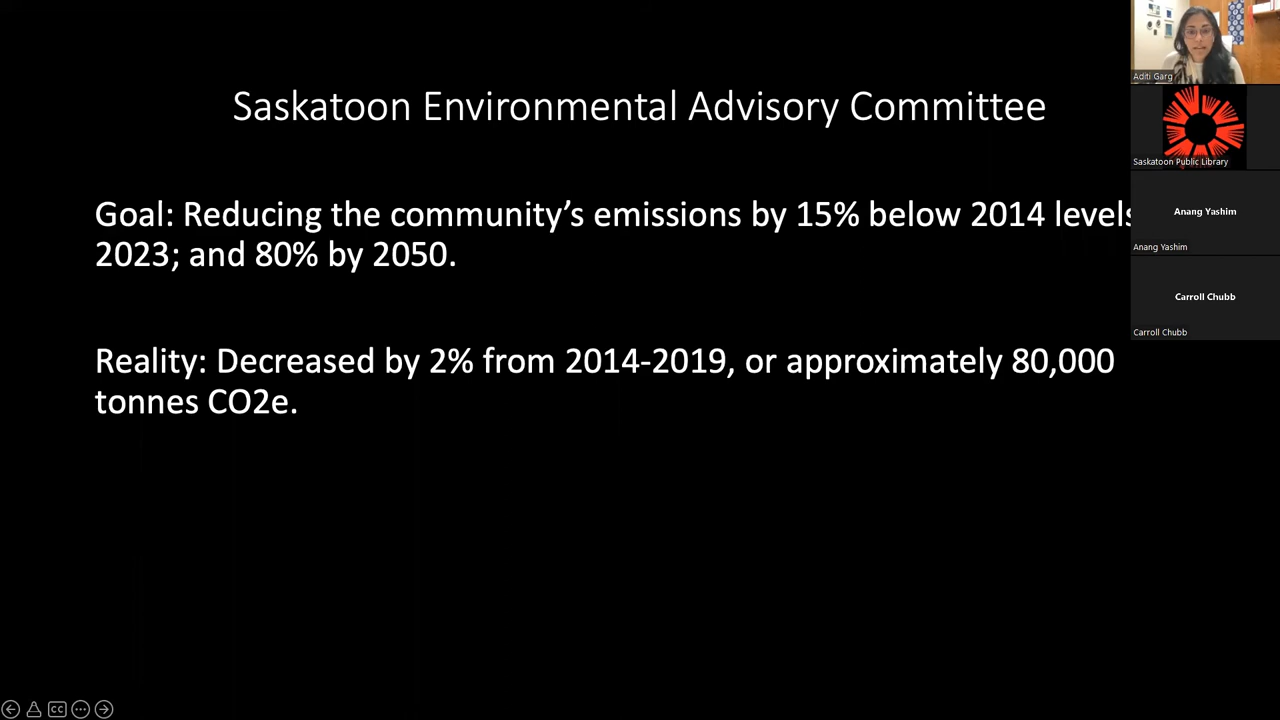 Saskatoon Environmental Advisory Committee
Goal: Reducing the community’s emissions by 15% below 2014 levels
2023; and 80% by 2050.
Reality: Decreased by 2% from 2014-2019, or approximately 80,000
tonnes CO2e.
Aditi Garg
Saskatoon Public Library
Anang Yashim
Anang Yashim
Carroll Chubb
Carroll Chubb
CC